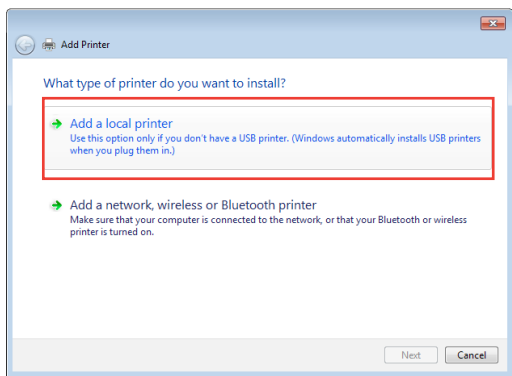 Add Printer
What type of printer do you want to install?
Add a local printer
Use this option only if you don't have a USB printer. (Windows automatically installs USB printers
when you plug them in.)
Add a network, wireless or Bluetooth printer
Make sure that your computer is connected to the network, or that your Bluetooth or wireless
printer is turned on.
Next Cancel